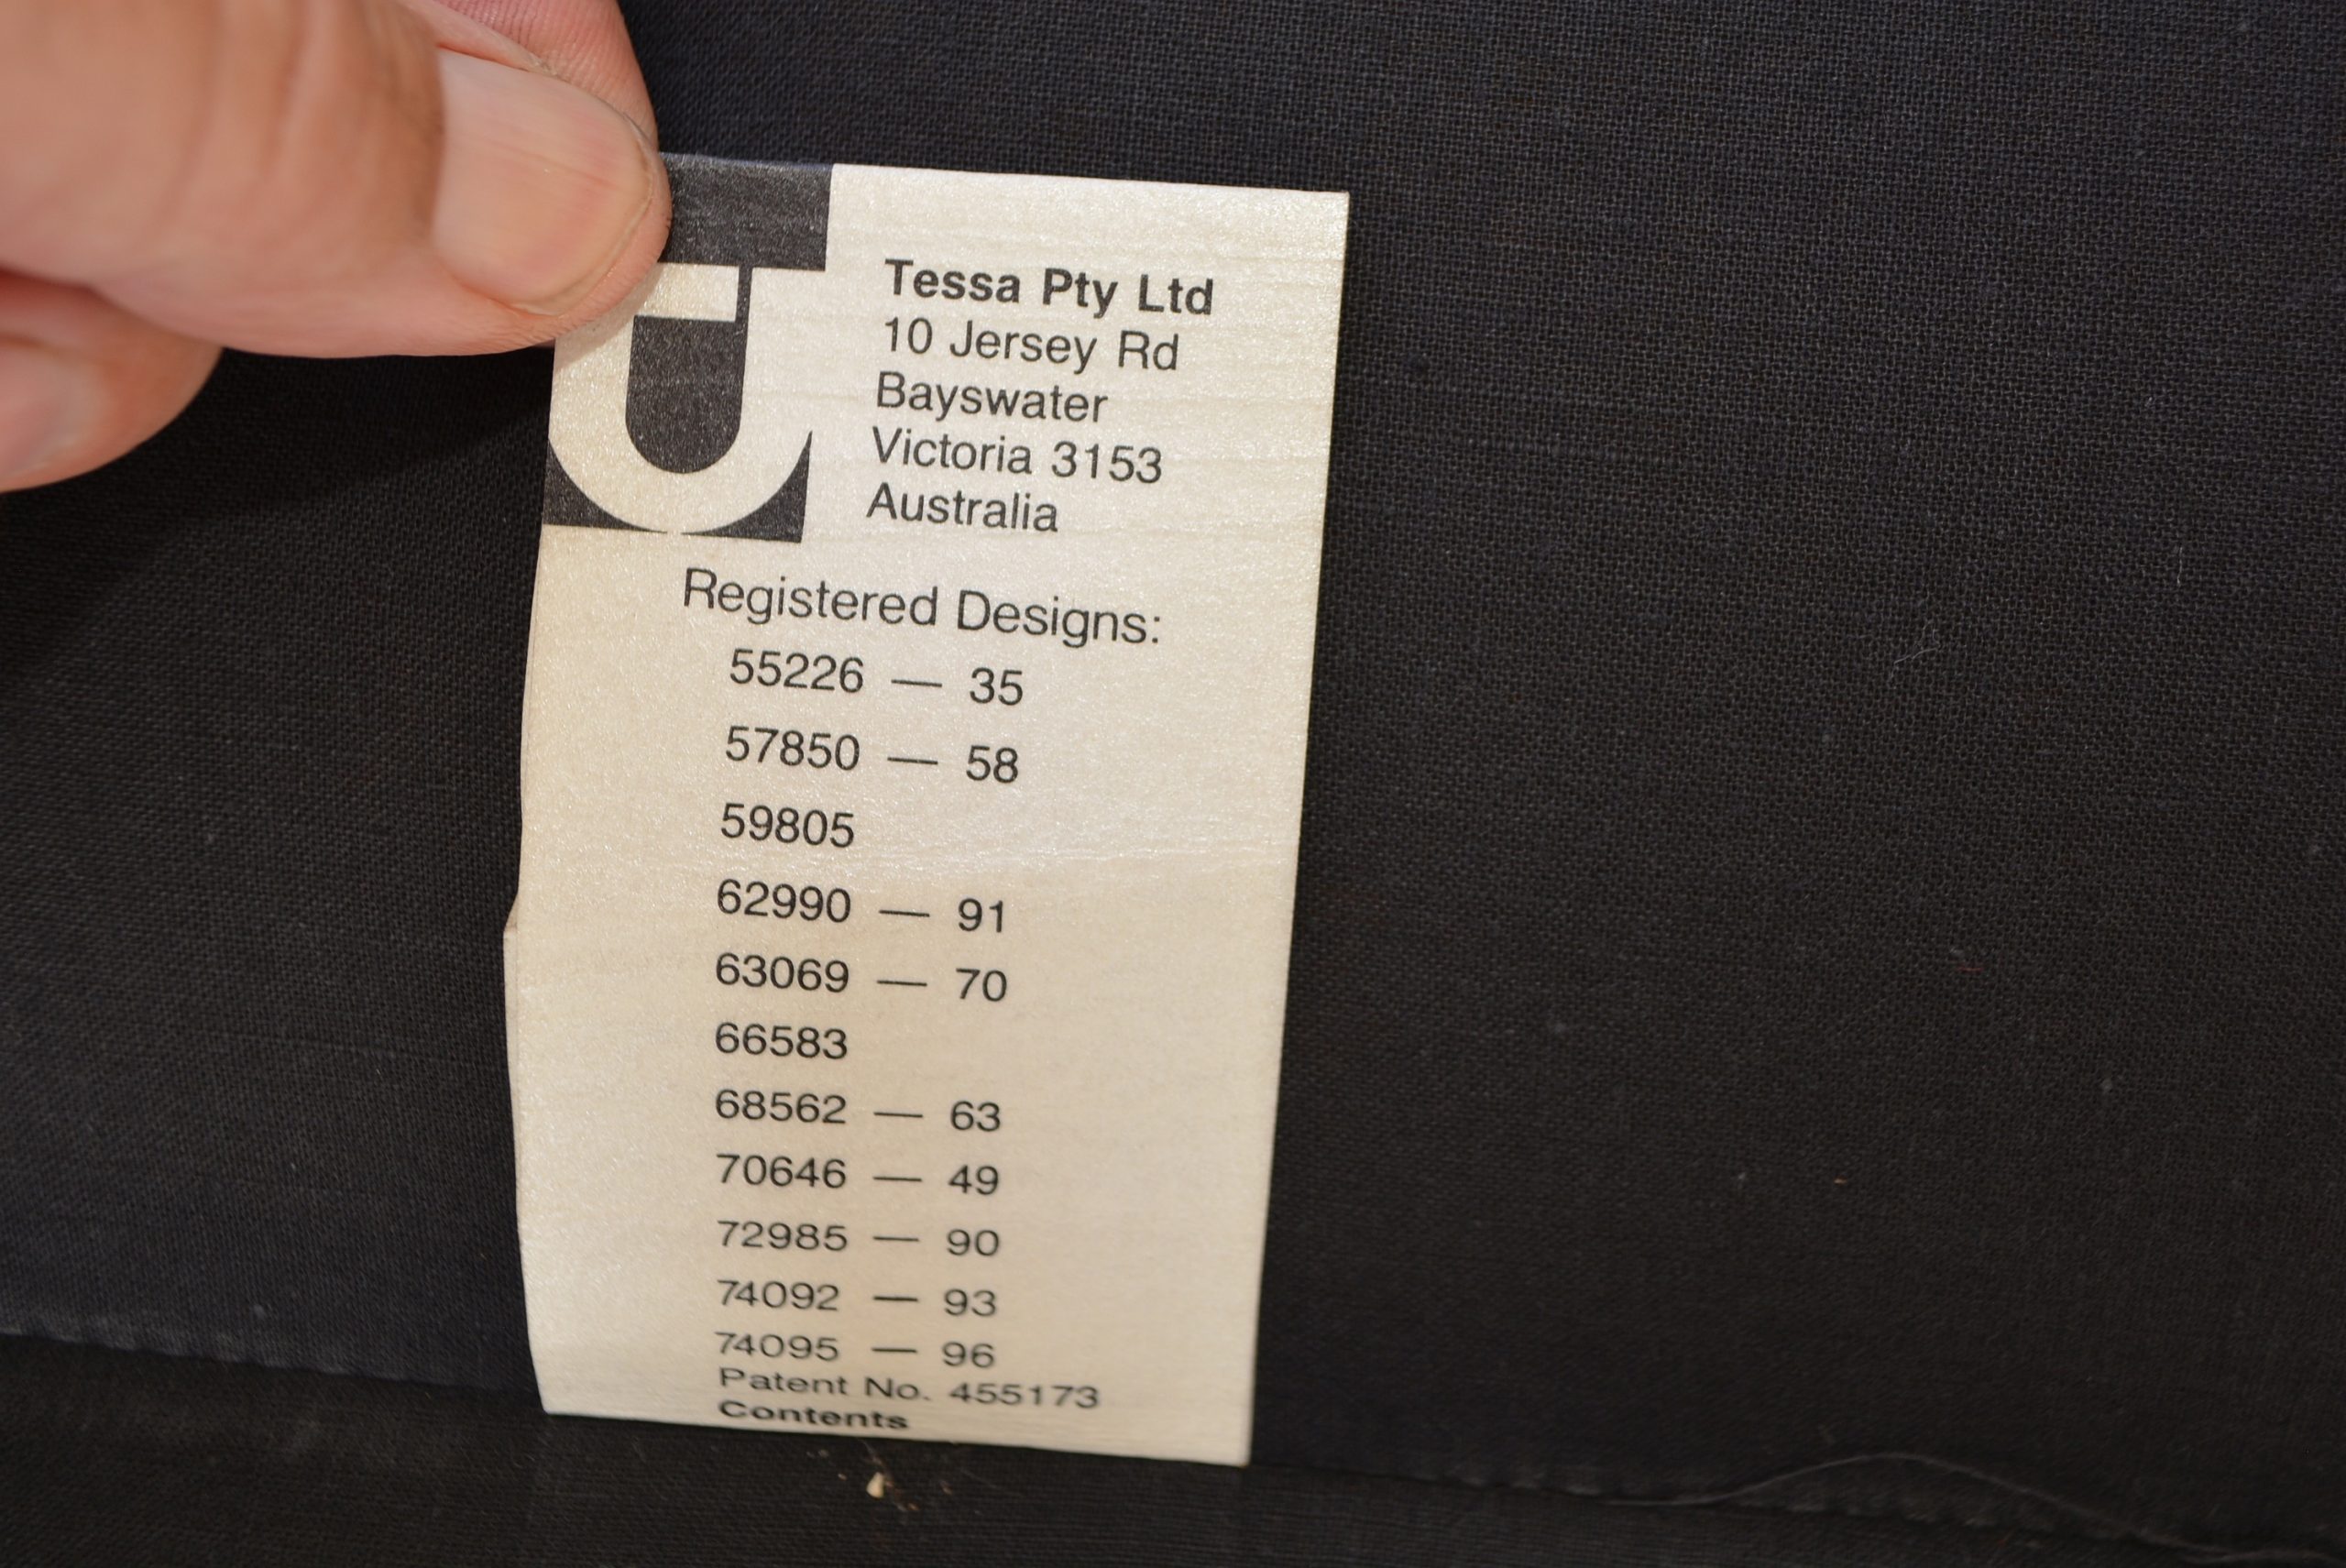 Tessa Pty Ltd
10 Jersey Rd
Bayswater
Victoria 3153
Australia
Registered Designs:
55226 — 35
57850 — 58
59805
62990 — 91
63069 — 70
66583
68562 — 63
70646 — 49
72985 — 90
74092 — 93
74095 — 96
Patent No. 455173
Contents